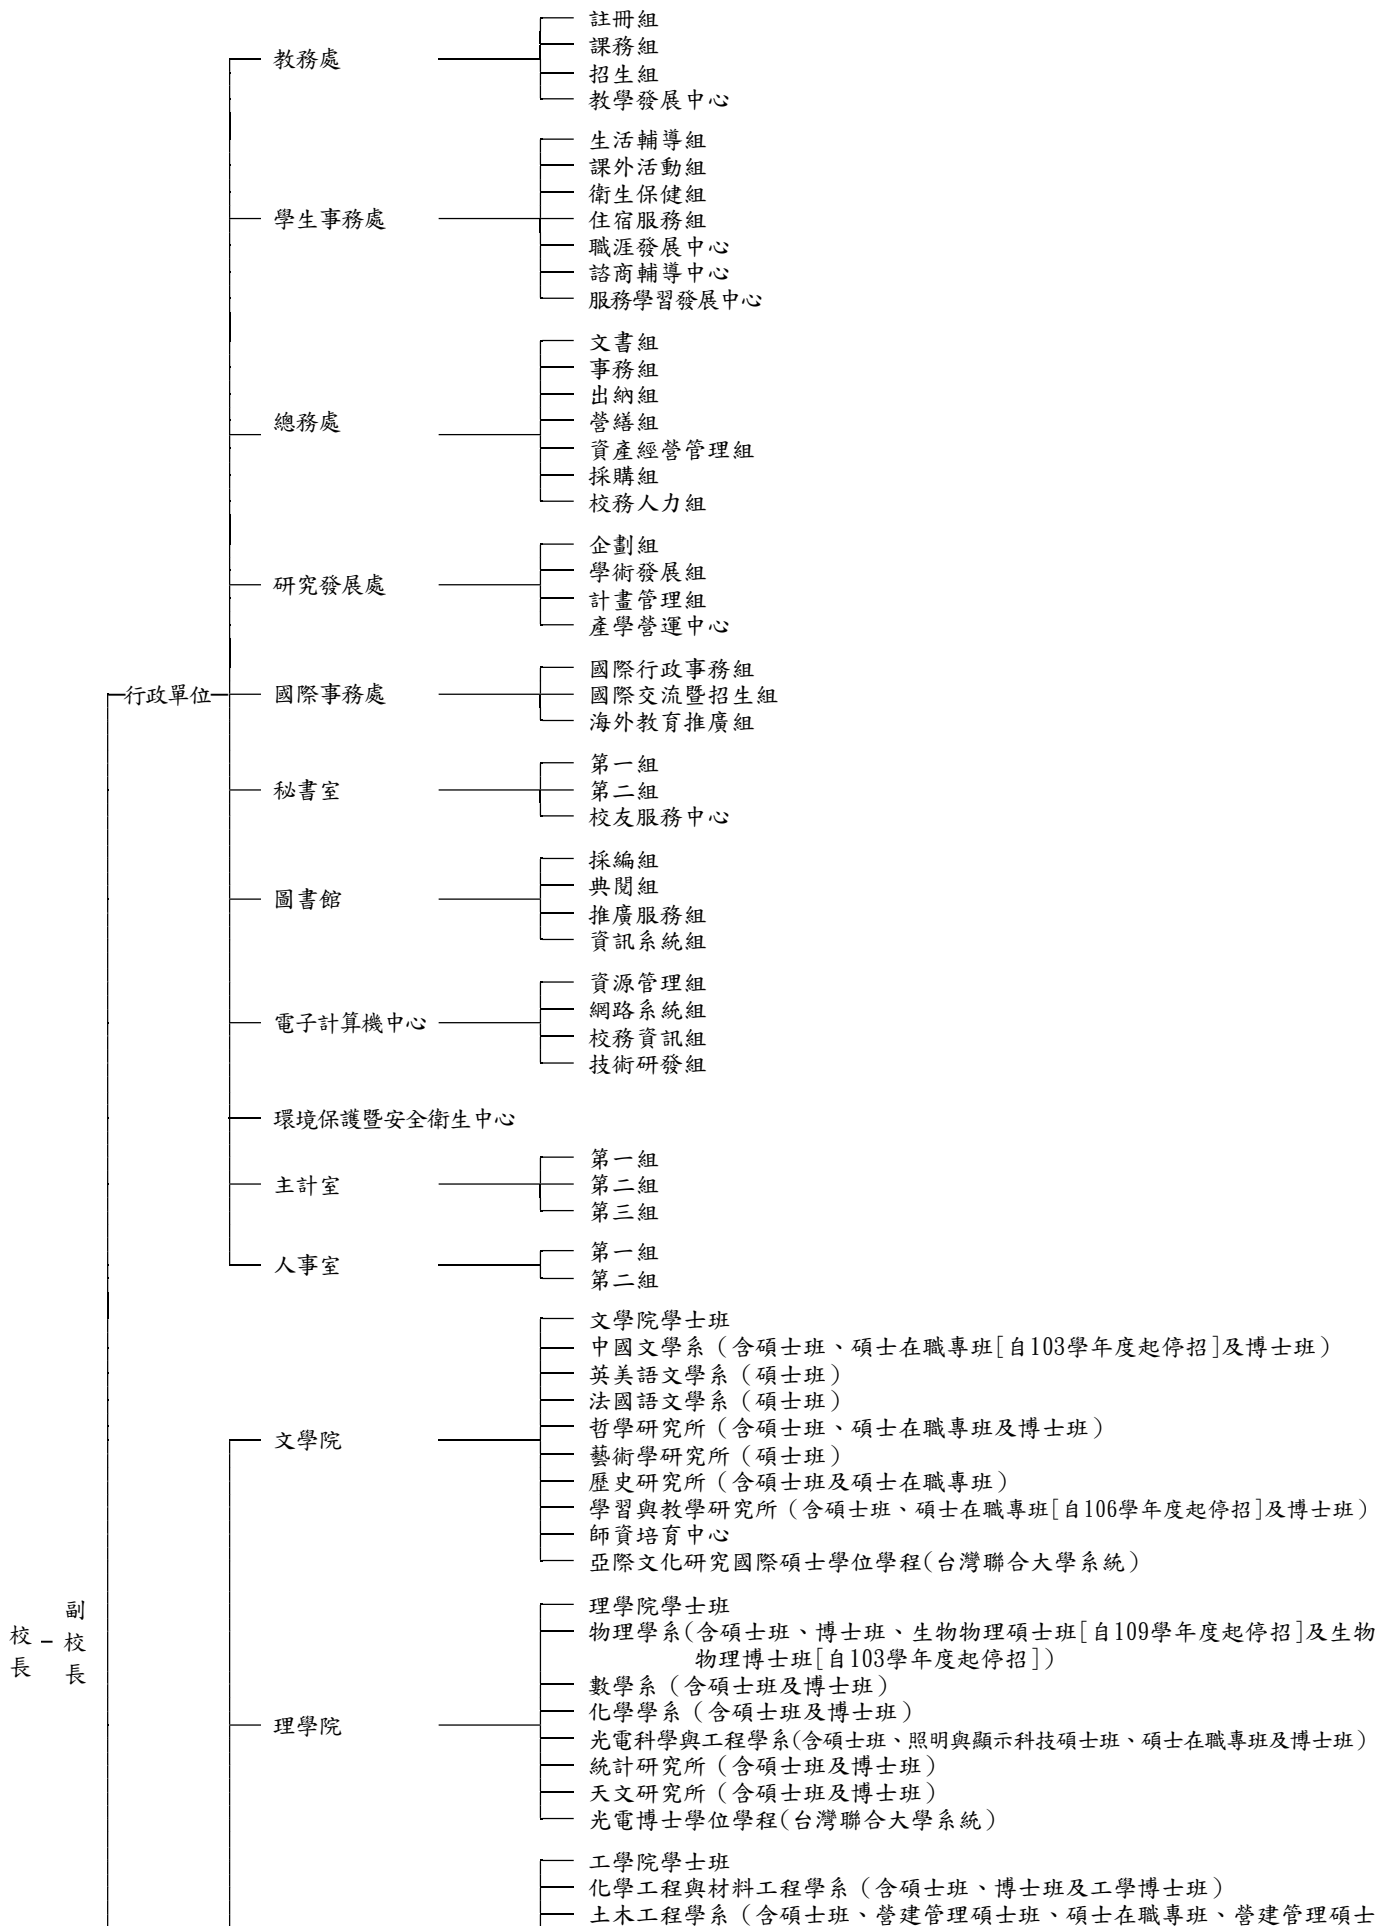 教務處
註冊組
課務組
招生組
教學發展中心
學生事務處
生活輔導組
課外活動組
衛生保健組
住宿服務組
職涯發展中心
諮商輔導中心
服務學習發展中心
總務處
文書組
事務組
出納組
營繕組
資產經營管理組
採購組
校務人力組
研究發展處
企劃組
學術發展組
計畫管理組
產學營運中心
行政單位
國際事務處
國際行政事務組
國際交流暨招生組
海外教育推廣組
秘書室
第一組
第二組
校友服務中心
圖書館
採編組
典閱組
推廣服務組
資訊系統組
電子計算機中心
資源管理組
網路系統組
校務資訊組
技術研發組
環境保護暨安全衛生中心
主計室
第一組
第二組
第三組
人事室
第一組
第二組
文學院
文學院學士班
中國文學系（含碩士班、碩士在職專班[自103學年度起停招]及博士班）
英美語文學系（碩士班）
法國語文學系（碩士班）
哲學研究所（含碩士班、碩士在職專班及博士班）
藝術學研究所（碩士班）
歷史研究所（含碩士班及碩士在職專班）
學習與教學研究所（含碩士班、碩士在職專班[自106學年度起停招]及博士班）
師資培育中心
亞際文化研究國際碩士學位學程(台灣聯合大學系統)
校長
副校長
理學院
理學院學士班
物理學系(含碩士班、博士班、生物物理碩士班[自109學年度起停招]及生物
物理博士班[自103學年度起停招])
數學系（含碩士班及博士班）
化學學系（含碩士班及博士班）
光電科學與工程學系(含碩士班、照明與顯示科技碩士班、碩士在職專班及博士班)
統計研究所（含碩士班及博士班）
天文研究所（含碩士班及博士班）
光電博士學位學程(台灣聯合大學系統)
工學院學士班
化學工程與材料工程學系（含碩士班、博士班及工學博士班）
土木工程學系（含碩士班、營建管理碩士班、碩士在職專班、營建管理碩士